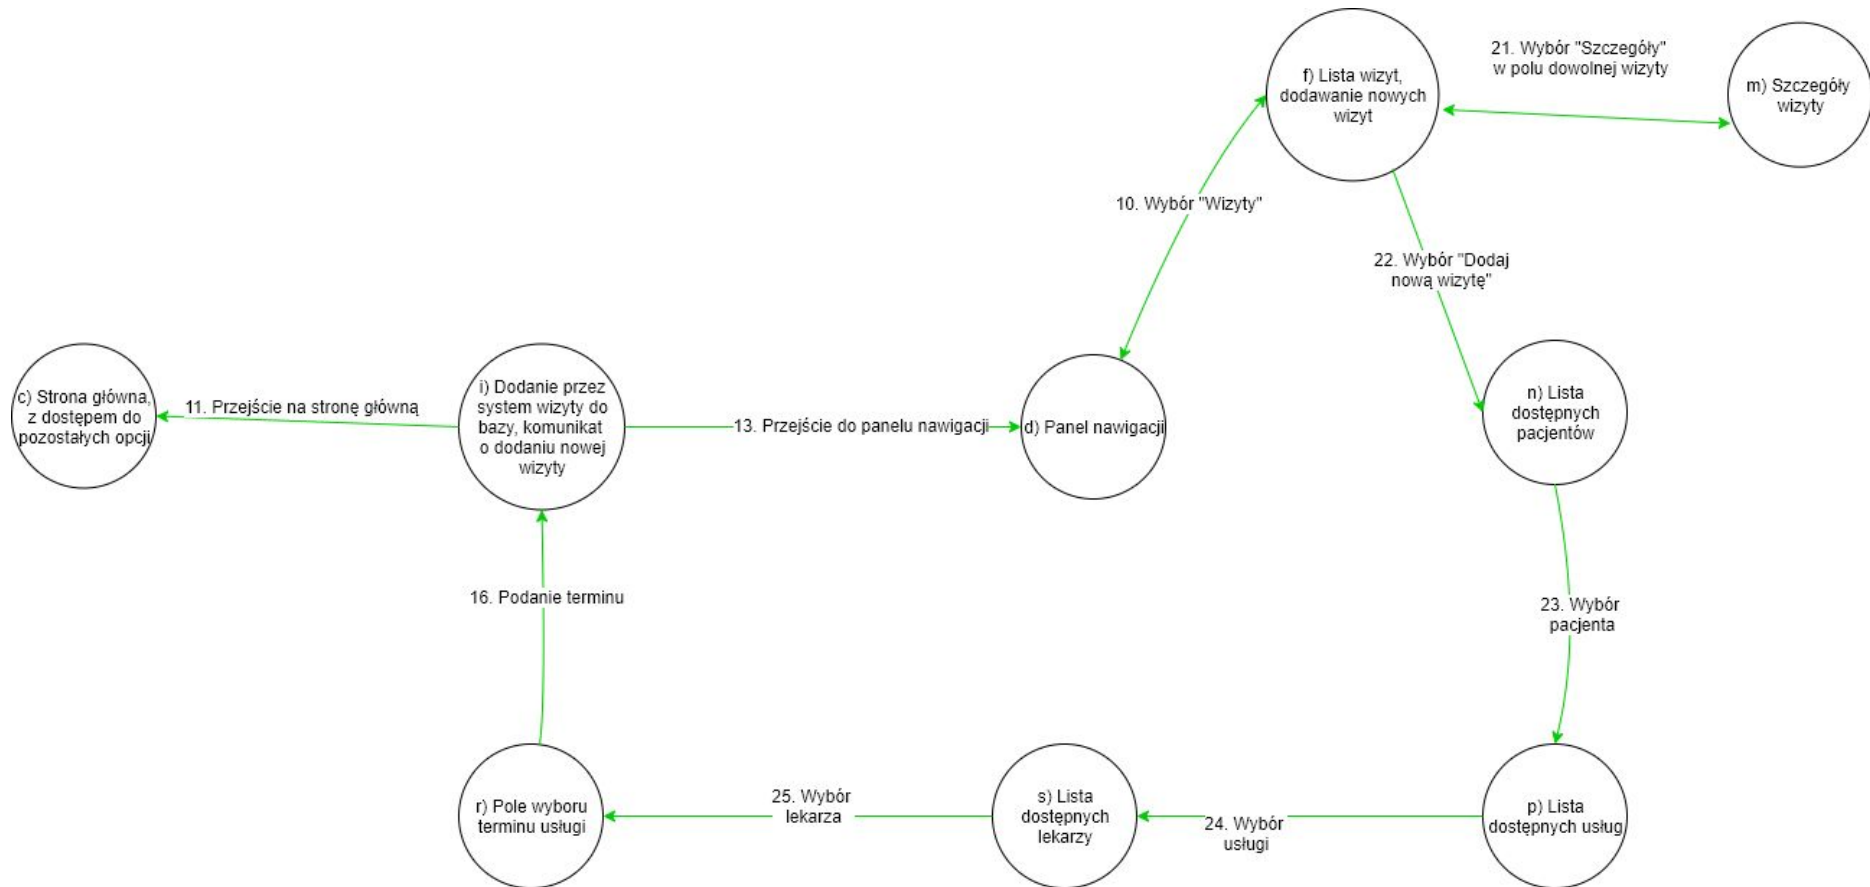 f) Lista wizyt,
dodawanie nowych
wizyt
21. Wybór "Szczegóły"
w polu dowolnej wizyty
m) Szczegóły
wizyty
10. Wybór "Wizyty"
22. Wybór "Dodaj
nową wizytę"
c) Strona główna,
z dostępem do
pozostałych opcji
11. Przejście na stronę główną
i) Dodanie przez
system wizyty do
bazy, komunikat
o dodaniu nowej
wizyty
13. Przejście do panelu nawigacji
d) Panel nawigacji
n) Lista
dostępnych
pacjentów
16. Podanie terminu
23. Wybór
pacjenta
r) Pole wyboru
terminu usługi
25. Wybór
lekarza
s) Lista
dostępnych
lekarzy
24. Wybór
usługi
p) Lista
dostępnych usług